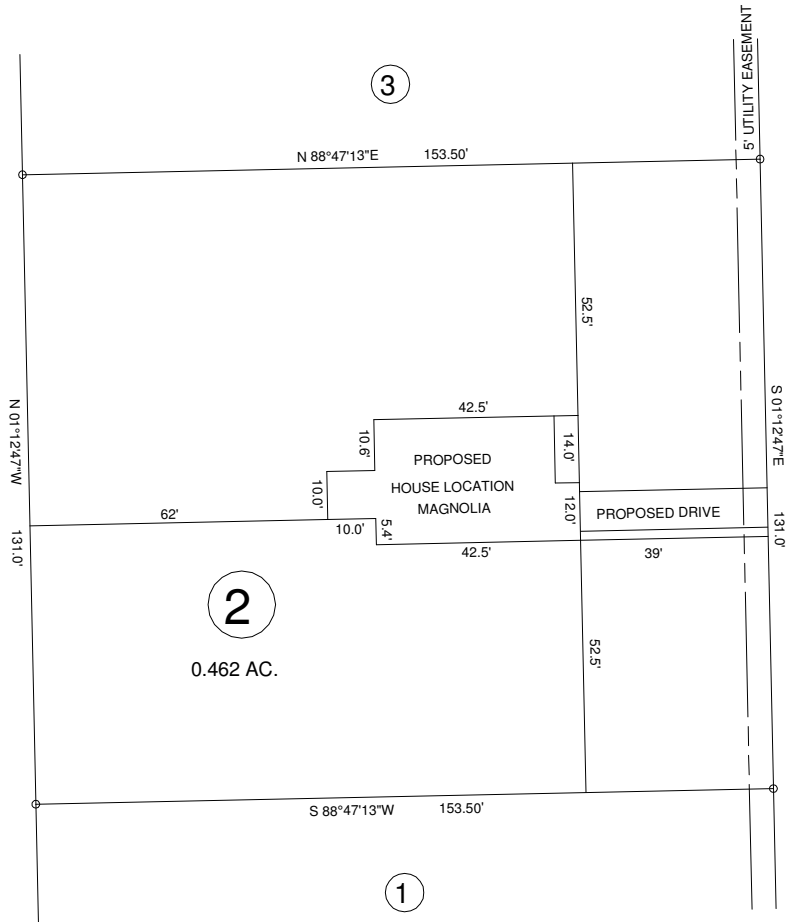 5' UTILITY EASEMENT
3
N 88°47'13"E 153.50'
52.5'
N 01°12'47"W 131.0'
S 01°12'47"E 131.0'
42.5'
10.6'
14.0'
PROPOSED
HOUSE LOCATION
MAGNOLIA
10.0'
12.0'
PROPOSED DRIVE
62'
10.0'
5.4'
42.5'
39'
2
0.462 AC.
52.5'
S 88°47'13"W 153.50'
1